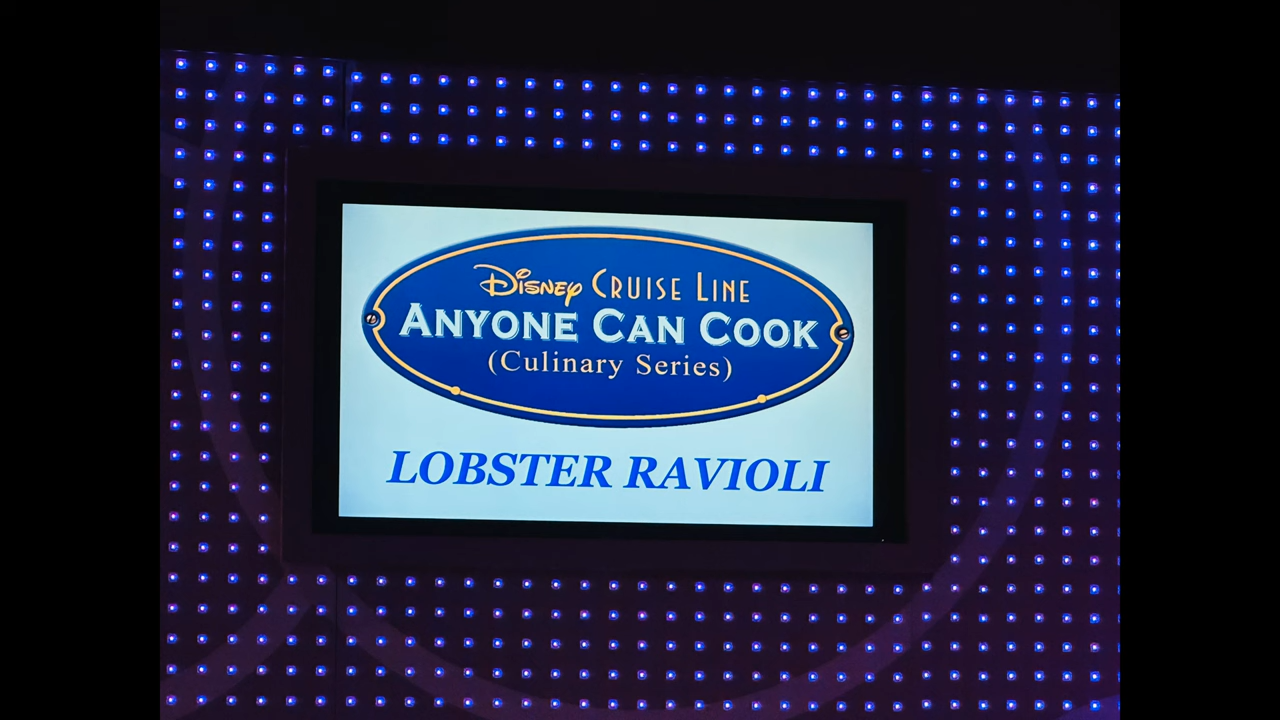 Disney Cruise Line
Anyone Can Cook
(Culinary Series)
LOBSTER RAVIOLI